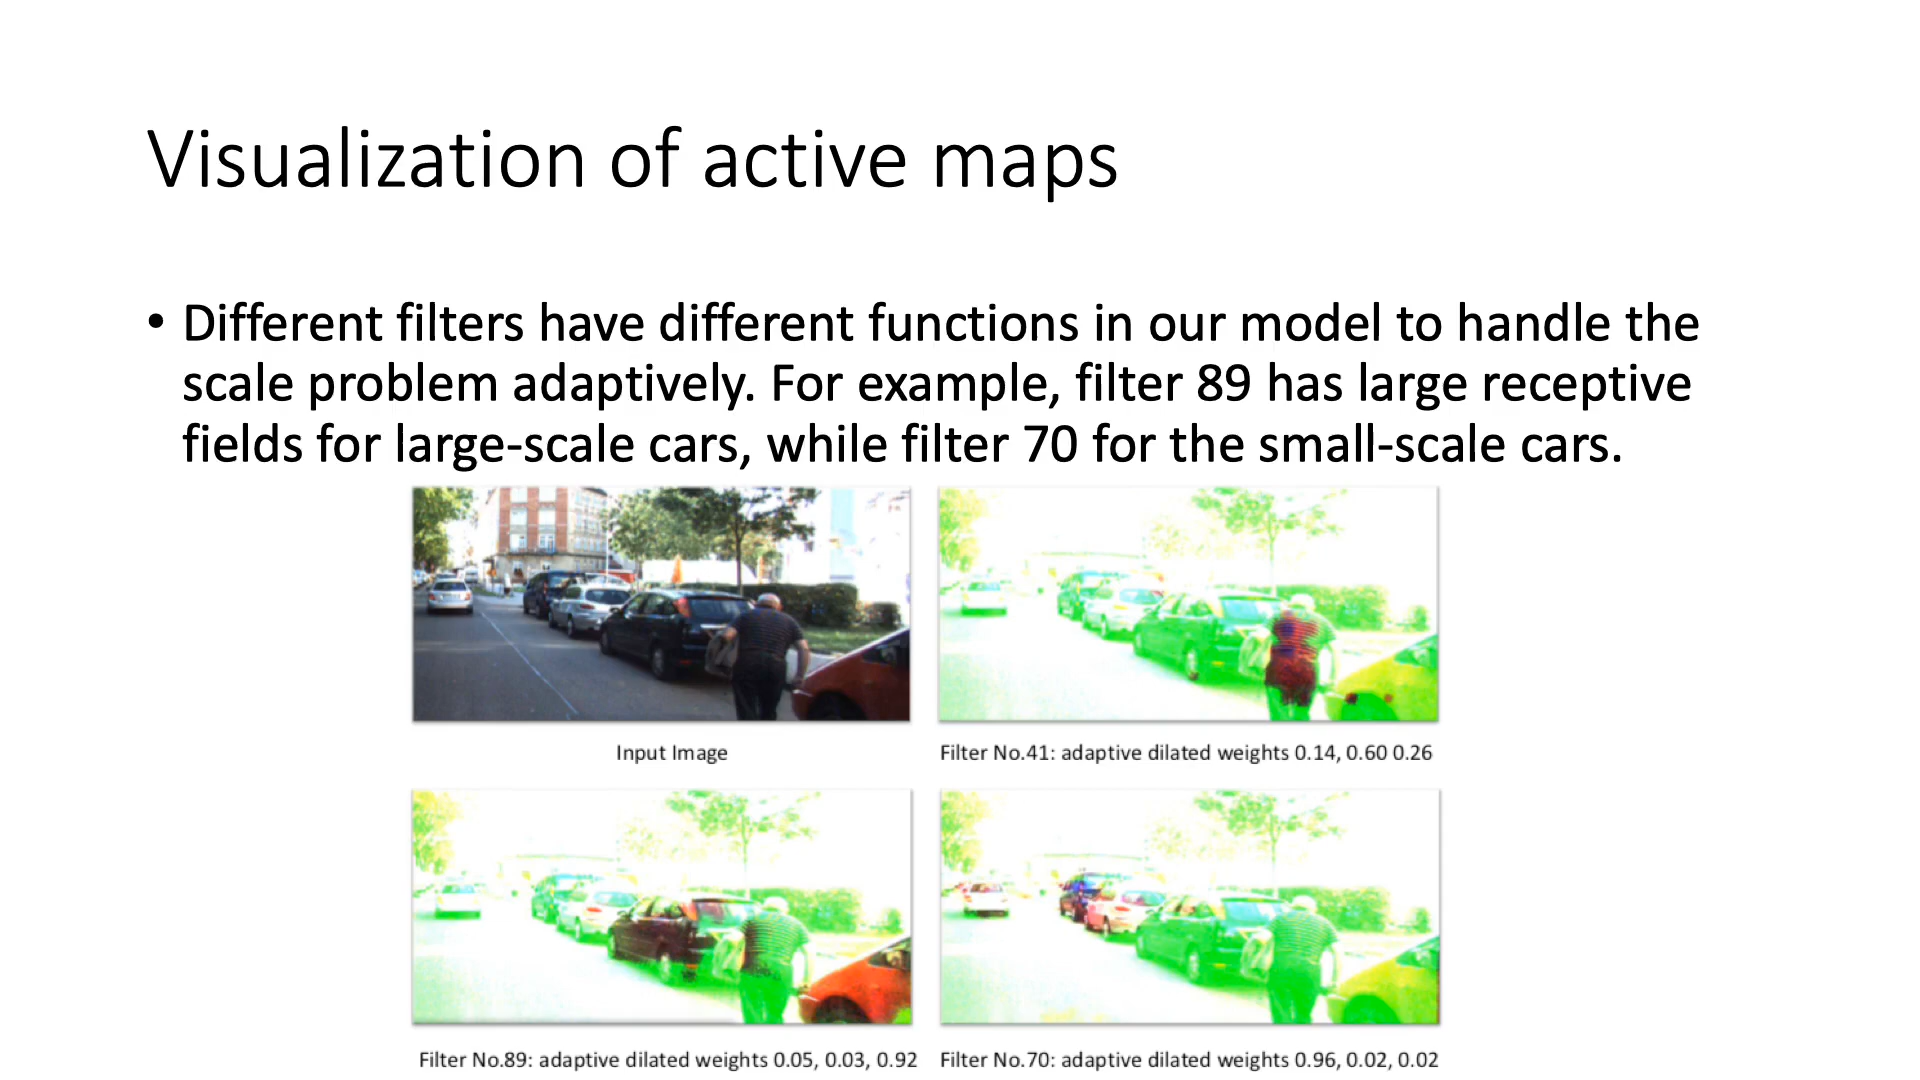 Visualization of active maps
• Different filters have different functions in our model to handle the
scale problem adaptively. For example, filter 89 has large receptive
fields for large-scale cars, while filter 70 for the small-scale cars.
Input Image
Filter No.41: adaptive dilated weights 0.14, 0.60 0.26
Filter No.89: adaptive dilated weights 0.05, 0.03, 0.92
Filter No.70: adaptive dilated weights 0.96, 0.02, 0.02